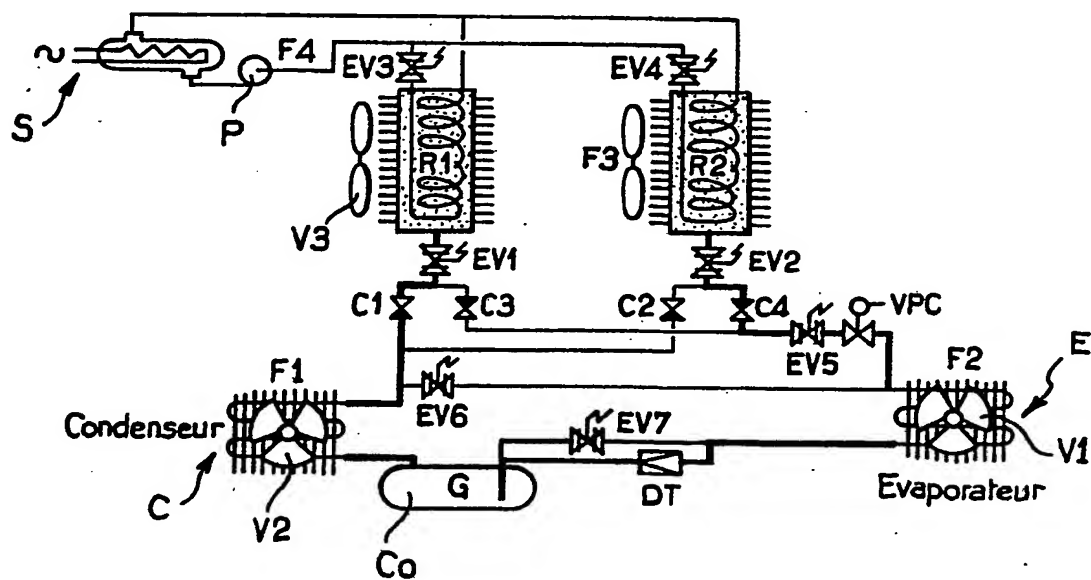 F4
EV3
EV4
S
P
R1
F3
R2
V3
EV1
EV2
C1
C3
C2
C4
VPC
EV5
F1
F2
E
EV6
Condenseur
EV7
V1
C
G
DT
Evaporateur
V2
Co